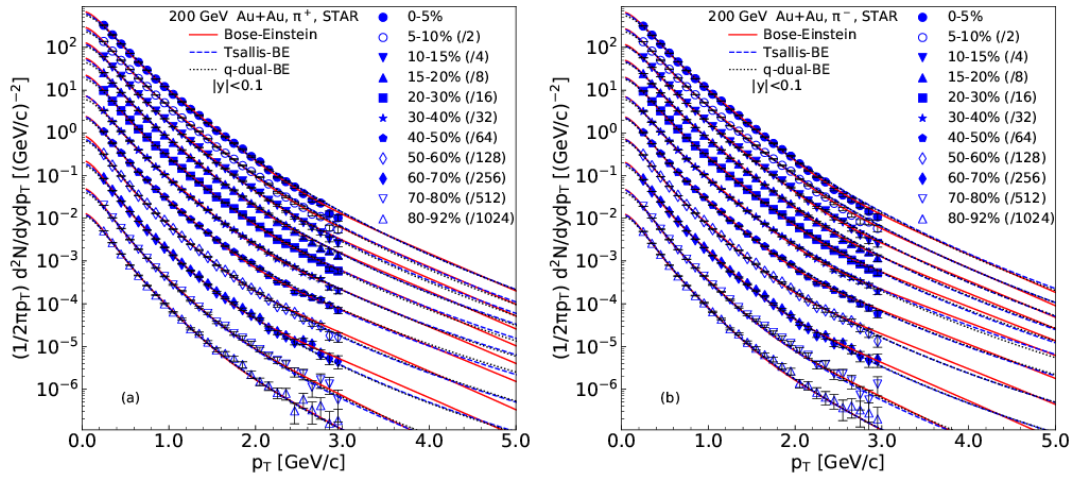 200 GeV Au+Au, π⁺, STAR
Bose-Einstein
Tsallis-BE
q-dual-BE
|y|<0.1
0-5%
5-10% (/2)
10-15% (/4)
15-20% (/8)
20-30% (/16)
30-40% (/32)
40-50% (/64)
50-60% (/128)
60-70% (/256)
70-80% (/512)
80-92% (/1024)
(1/2πp_T) d²N/dydp_T [(GeV/c)⁻²]
10²
10¹
10⁰
10⁻¹
10⁻²
10⁻³
10⁻⁴
10⁻⁵
10⁻⁶
(a)
0.0 1.0 2.0 3.0 4.0 5.0
p_T [GeV/c]
200 GeV Au+Au, π⁻, STAR
Bose-Einstein
Tsallis-BE
q-dual-BE
|y|<0.1
0-5%
5-10% (/2)
10-15% (/4)
15-20% (/8)
20-30% (/16)
30-40% (/32)
40-50% (/64)
50-60% (/128)
60-70% (/256)
70-80% (/512)
80-92% (/1024)
(1/2πp_T) d²N/dydp_T [(GeV/c)⁻²]
10²
10¹
10⁰
10⁻¹
10⁻²
10⁻³
10⁻⁴
10⁻⁵
10⁻⁶
(b)
0.0 1.0 2.0 3.0 4.0 5.0
p_T [GeV/c]